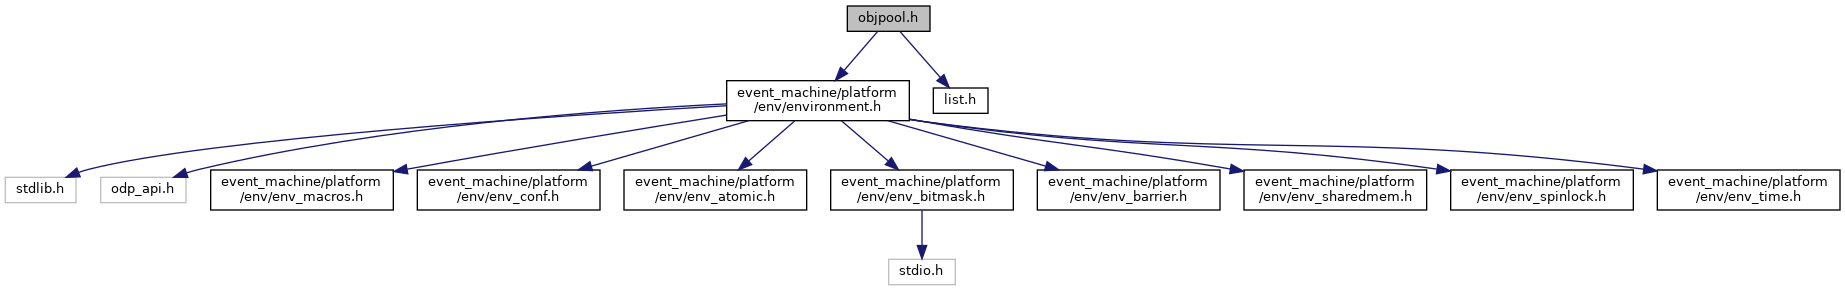 objpool.h
event_machine/platform
/env/environment.h
list.h
stdlib.h
odp_api.h
event_machine/platform
/env/env_macros.h
event_machine/platform
/env/env_conf.h
event_machine/platform
/env/env_atomic.h
event_machine/platform
/env/env_bitmask.h
event_machine/platform
/env/env_barrier.h
event_machine/platform
/env/env_sharedmem.h
event_machine/platform
/env/env_spinlock.h
event_machine/platform
/env/env_time.h
stdio.h